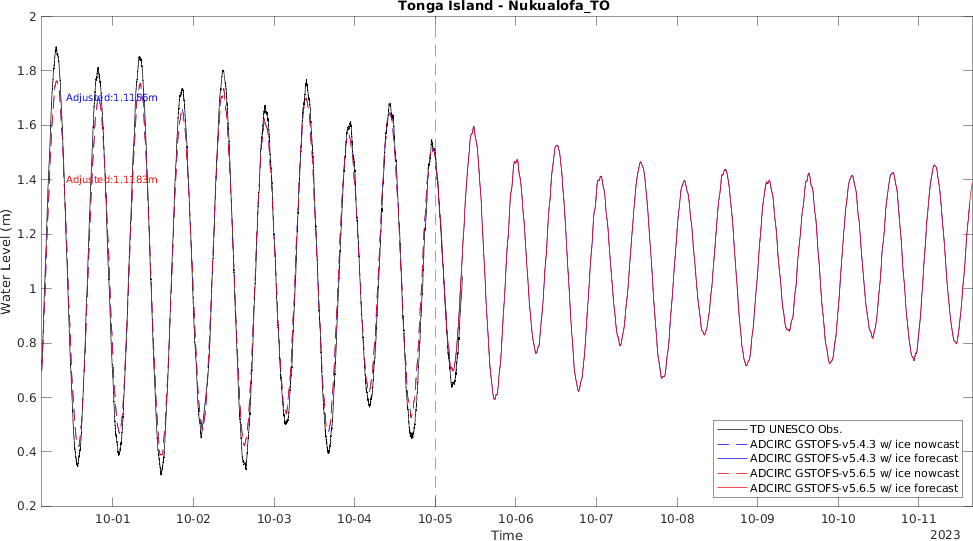 Tonga Island - Nukualofa_TO
2
1.8
1.6
1.4
1.2
1
0.8
0.6
0.4
0.2
Water Level (m)
Adjusted:1.1156m
Adjusted:1.1183m
TD UNESCO Obs.
ADCIRC GSTOFS-v5.4.3 w/ ice nowcast
ADCIRC GSTOFS-v5.4.3 w/ ice forecast
ADCIRC GSTOFS-v5.6.5 w/ ice nowcast
ADCIRC GSTOFS-v5.6.5 w/ ice forecast
10-01 10-02 10-03 10-04 10-05 10-06 10-07 10-08 10-09 10-10 10-11
Time
2023